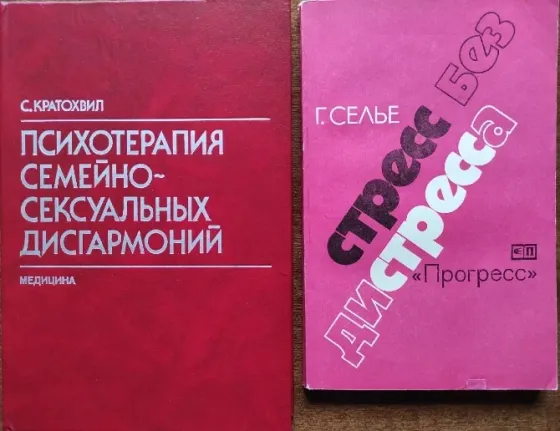 С. КРАТОХВИЛ
ПСИХОТЕРАПИЯ
СЕМЕЙНО~
СЕКСУАЛЬНЫХ
ДИСГАРМОНИЙ
МЕДИЦИНА
Г. СЕЛЬЕ
стресс Без
дистресса
«Прогресс»